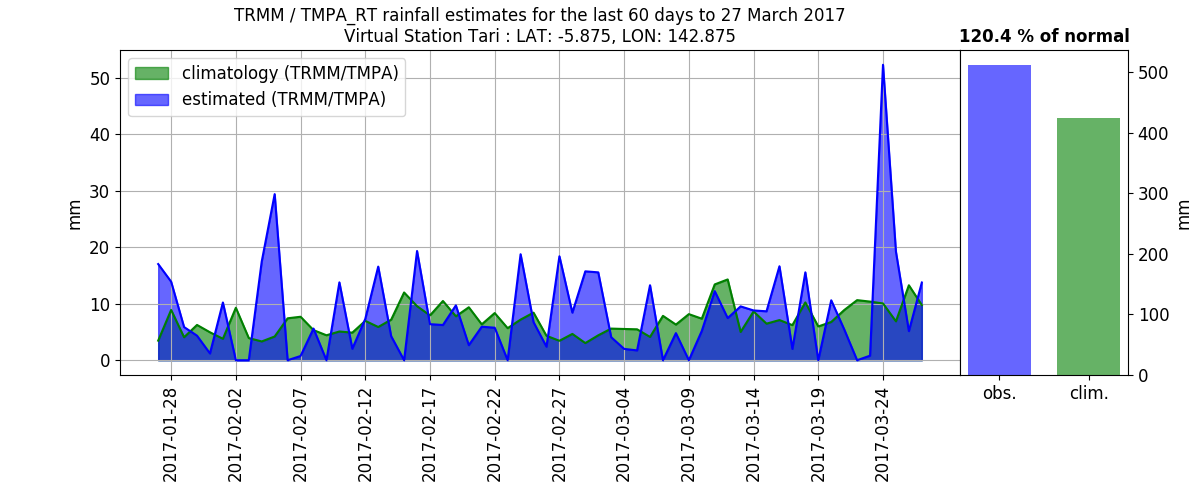 TRMM / TMPA_RT rainfall estimates for the last 60 days to 27 March 2017
Virtual Station Tari : LAT: -5.875, LON: 142.875
120.4 % of normal
climatology (TRMM/TMPA)
estimated (TRMM/TMPA)
50
40
30
20
10
0
mm
2017-01-28
2017-02-02
2017-02-07
2017-02-12
2017-02-17
2017-02-22
2017-02-27
2017-03-04
2017-03-09
2017-03-14
2017-03-19
2017-03-24
500
400
300
200
100
0
mm
obs.
clim.